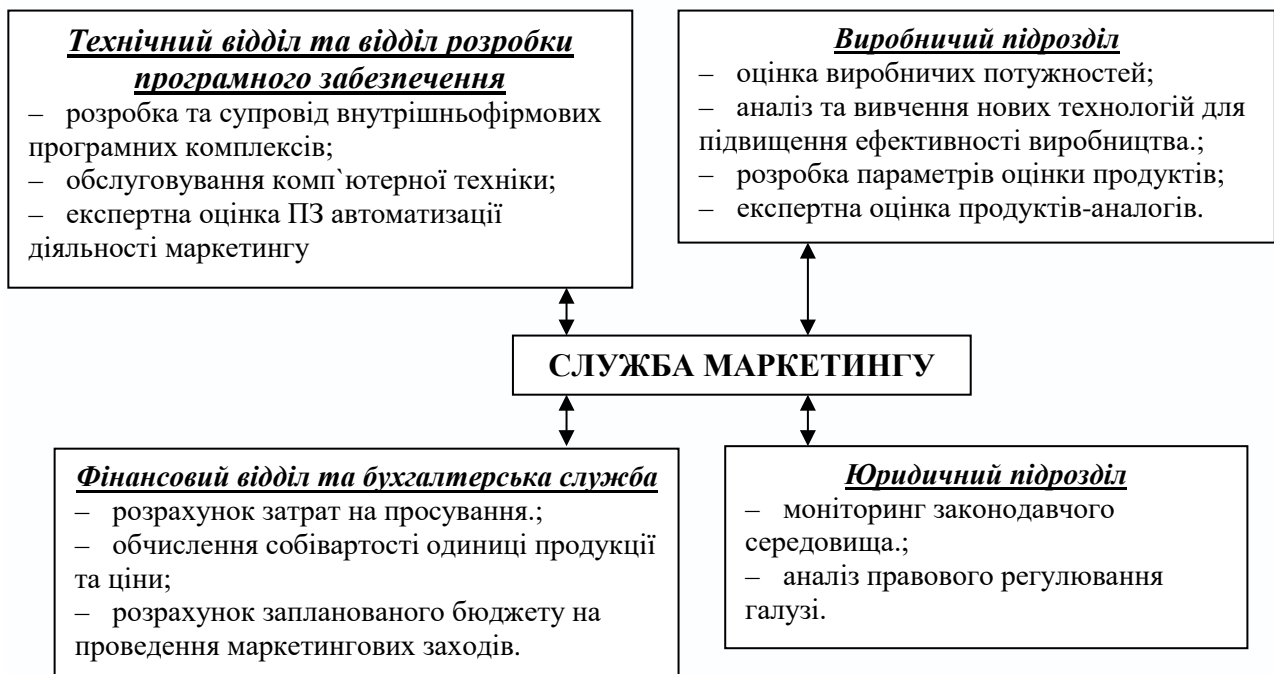 Технічний відділ та відділ розробки
програмного забезпечення
– розробка та супровід внутрішньофірмових
програмних комплексів;
– обслуговування комп`ютерної техніки;
– експертна оцінка ПЗ автоматизації
діяльності маркетингу
Виробничий підрозділ
– оцінка виробничих потужностей;
– аналіз та вивчення нових технологій для
підвищення ефективності виробництва.;
– розробка параметрів оцінки продуктів;
– експертна оцінка продуктів-аналогів.
СЛУЖБА МАРКЕТИНГУ
Фінансовий відділ та бухгалтерська служба
– розрахунок затрат на просування.;
– обчислення собівартості одиниці продукції
та ціни;
– розрахунок запланованого бюджету на
проведення маркетингових заходів.
Юридичний підрозділ
– моніторинг законодавчого
середовища.;
– аналіз правового регулювання
галузі.